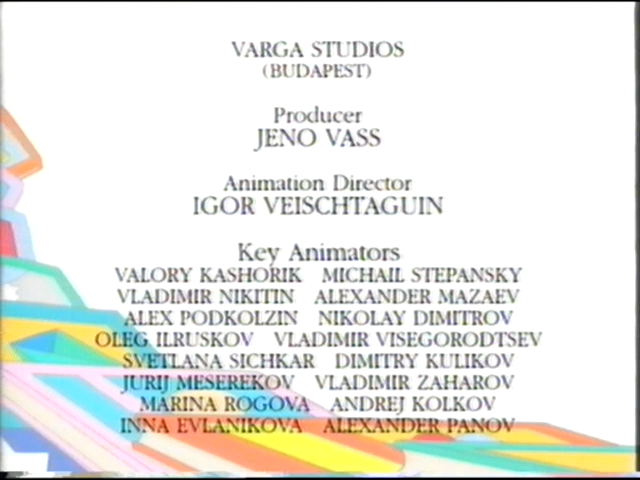 VARGA STUDIOS
(BUDAPEST)
Producer
JENO VASS
Animation Director
IGOR VEISCHTAGUIN
Key Animators
VALORY KASHORIK MICHAIL STEPANSKY
VLADIMIR NIKITIN ALEXANDER MAZAEV
ALEX PODKOLZIN NIKOLAY DIMITROV
OLEG ILRUSKOV VLADIMIR VISEGORODTSEV
SVETLANA SICHKAR DIMITRY KULIKOV
JURIJ MESEREKOV VLADIMIR ZAHAROV
MARINA ROGOVA ANDREJ KOLKOV
INNA EVLANIKOVA ALEXANDER PANOV